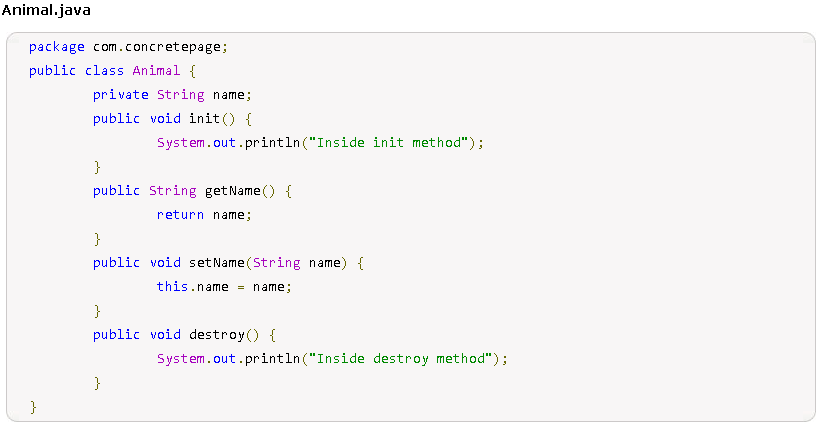 Animal.java
package com.concretepage;
public class Animal {
private String name;
public void init() {
System.out.println("Inside init method");
}
public String getName() {
return name;
}
public void setName(String name) {
this.name = name;
}
public void destroy() {
System.out.println("Inside destroy method");
}
}